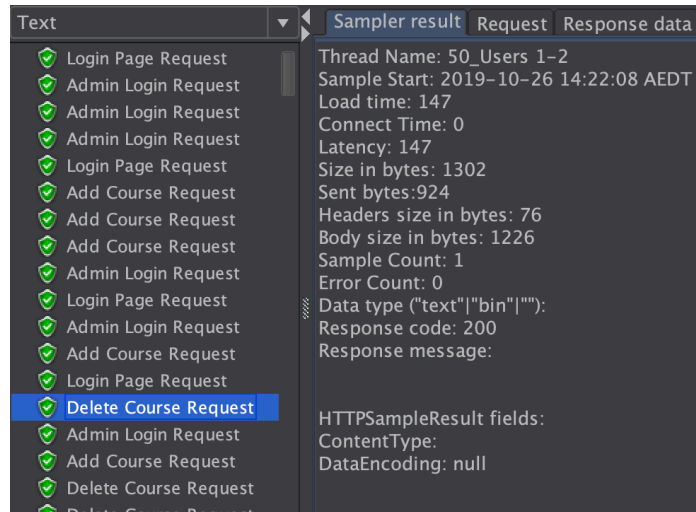 Text
Login Page Request
Admin Login Request
Admin Login Request
Admin Login Request
Login Page Request
Add Course Request
Add Course Request
Add Course Request
Admin Login Request
Login Page Request
Admin Login Request
Add Course Request
Login Page Request
Delete Course Request
Admin Login Request
Add Course Request
Delete Course Request
Delete Course Request
Sampler result Request Response data
Thread Name: 50_Users 1-2
Sample Start: 2019-10-26 14:22:08 AEDT
Load time: 147
Connect Time: 0
Latency: 147
Size in bytes: 1302
Sent bytes:924
Headers size in bytes: 76
Body size in bytes: 1226
Sample Count: 1
Error Count: 0
Data type ("text"|"bin"|""):
Response code: 200
Response message:
HTTPSampleResult fields:
ContentType:
DataEncoding: null